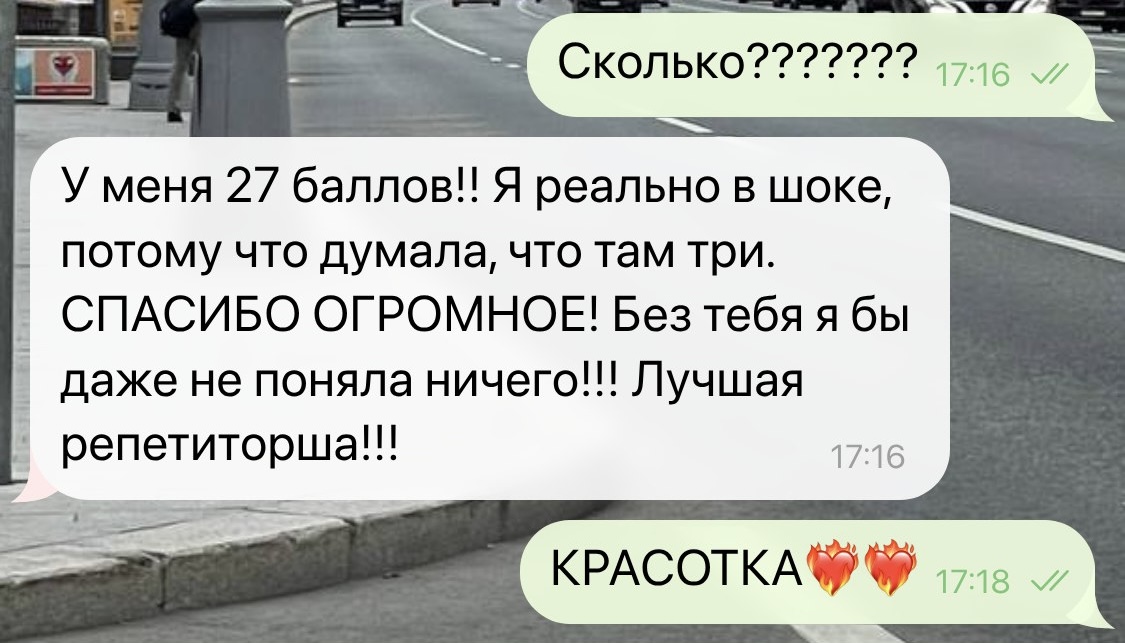 Сколько???????
17:16
У меня 27 баллов!! Я реально в шоке,
потому что думала, что там три.
СПАСИБО ОГРОМНОЕ! Без тебя я бы
даже не поняла ничего!!! Лучшая
репетиторша!!!
17:16
КРАСОТКА❤️‍🔥❤️‍🔥
17:18